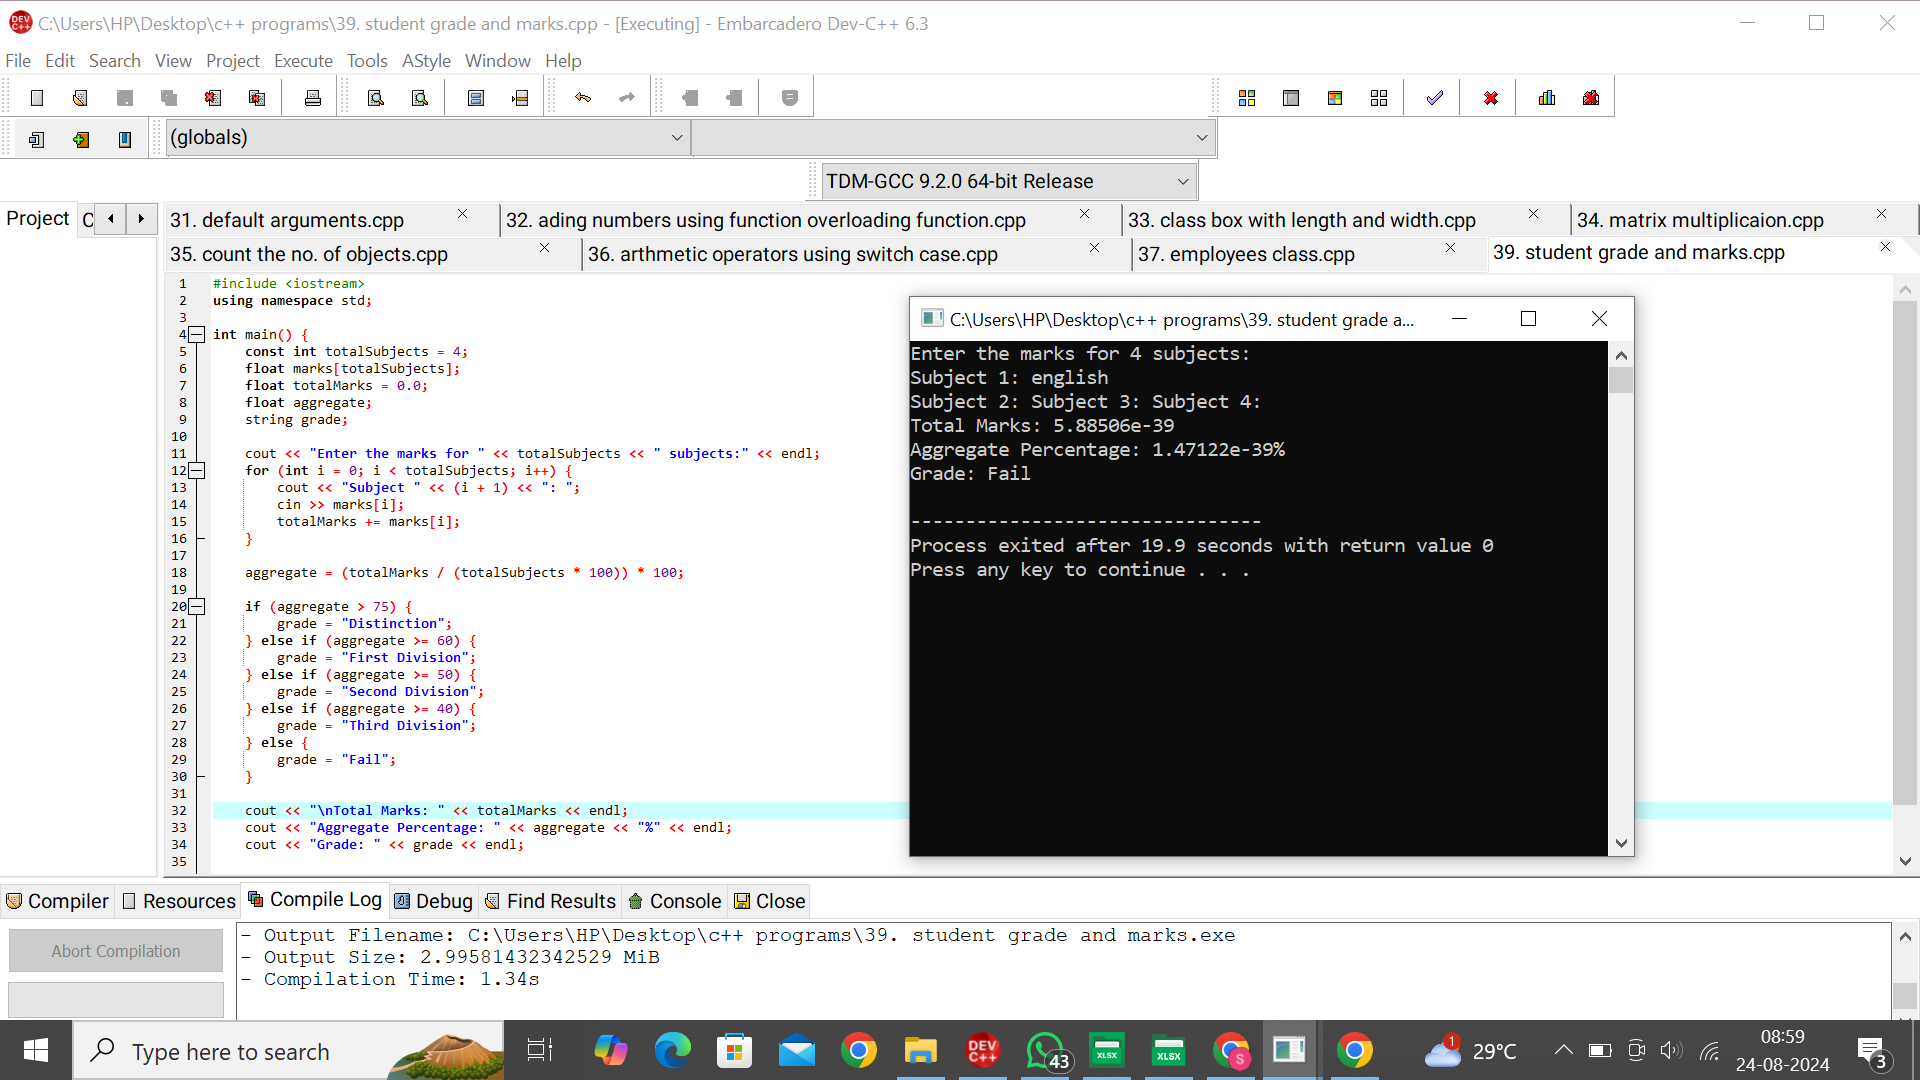 C:\Users\HP\Desktop\c++ programs\39. student grade and marks.cpp - [Executing] - Embarcadero Dev-C++ 6.3
File Edit Search View Project Execute Tools AStyle Window Help
(globals)
TDM-GCC 9.2.0 64-bit Release
Project C
31. default arguments.cpp 32. ading numbers using function overloading function.cpp 33. class box with length and width.cpp 34. matrix multiplicaion.cpp
35. count the no. of objects.cpp 36. arthmetic operators using switch case.cpp 37. employees class.cpp 39. student grade and marks.cpp
1 #include <iostream>
2 using namespace std;
3
4 int main() {
5 const int totalSubjects = 4;
6 float marks[totalSubjects];
7 float totalMarks = 0.0;
8 float aggregate;
9 string grade;
10
11 cout << "Enter the marks for " << totalSubjects << " subjects:" << endl;
12 for (int i = 0; i < totalSubjects; i++) {
13 cout << "Subject " << (i + 1) << ": ";
14 cin >> marks[i];
15 totalMarks += marks[i];
16 }
17
18 aggregate = (totalMarks / (totalSubjects * 100)) * 100;
19
20 if (aggregate > 75) {
21 grade = "Distinction";
22 } else if (aggregate >= 60) {
23 grade = "First Division";
24 } else if (aggregate >= 50) {
25 grade = "Second Division";
26 } else if (aggregate >= 40) {
27 grade = "Third Division";
28 } else {
29 grade = "Fail";
30 }
31
32 cout << "\nTotal Marks: " << totalMarks << endl;
33 cout << "Aggregate Percentage: " << aggregate << "%" << endl;
34 cout << "Grade: " << grade << endl;
35
C:\Users\HP\Desktop\c++ programs\39. student grade a...
Enter the marks for 4 subjects:
Subject 1: english
Subject 2: Subject 3: Subject 4:
Total Marks: 5.88506e-39
Aggregate Percentage: 1.47122e-39%
Grade: Fail
--------------------------------
Process exited after 19.9 seconds with return value 0
Press any key to continue . . .
Compiler Resources Compile Log Debug Find Results Console Close
Abort Compilation
- Output Filename: C:\Users\HP\Desktop\c++ programs\39. student grade and marks.exe
- Output Size: 2.99581432342529 MiB
- Compilation Time: 1.34s
Type here to search
DEV C++
43
XLSX
XLSX
S
1
29°C
08:59
24-08-2024
3